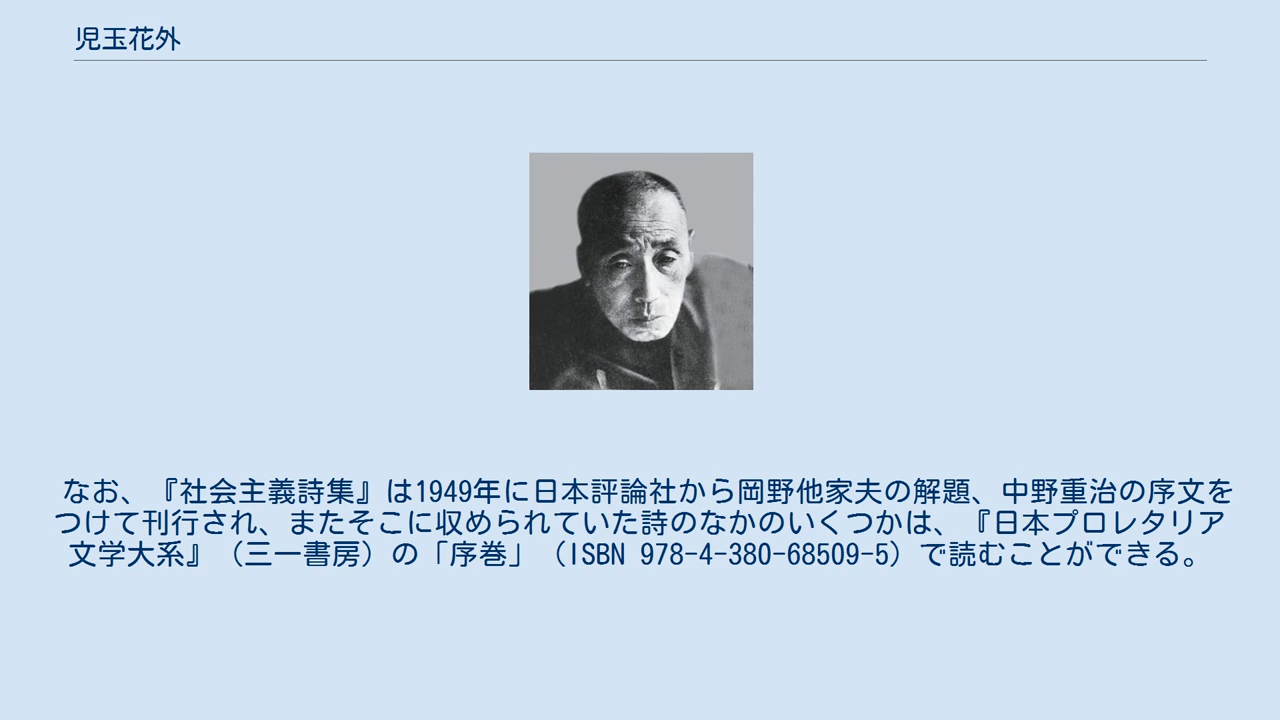 児玉花外
なお、『社会主義詩集』は1949年に日本評論社から岡野他家夫の解題、中野重治の序文を
つけて刊行され、またそこに収められていた詩のなかのいくつかは、『日本プロレタリア
文学大系』（三一書房）の「序巻」（ISBN 978-4-380-68509-5）で読むことができる。